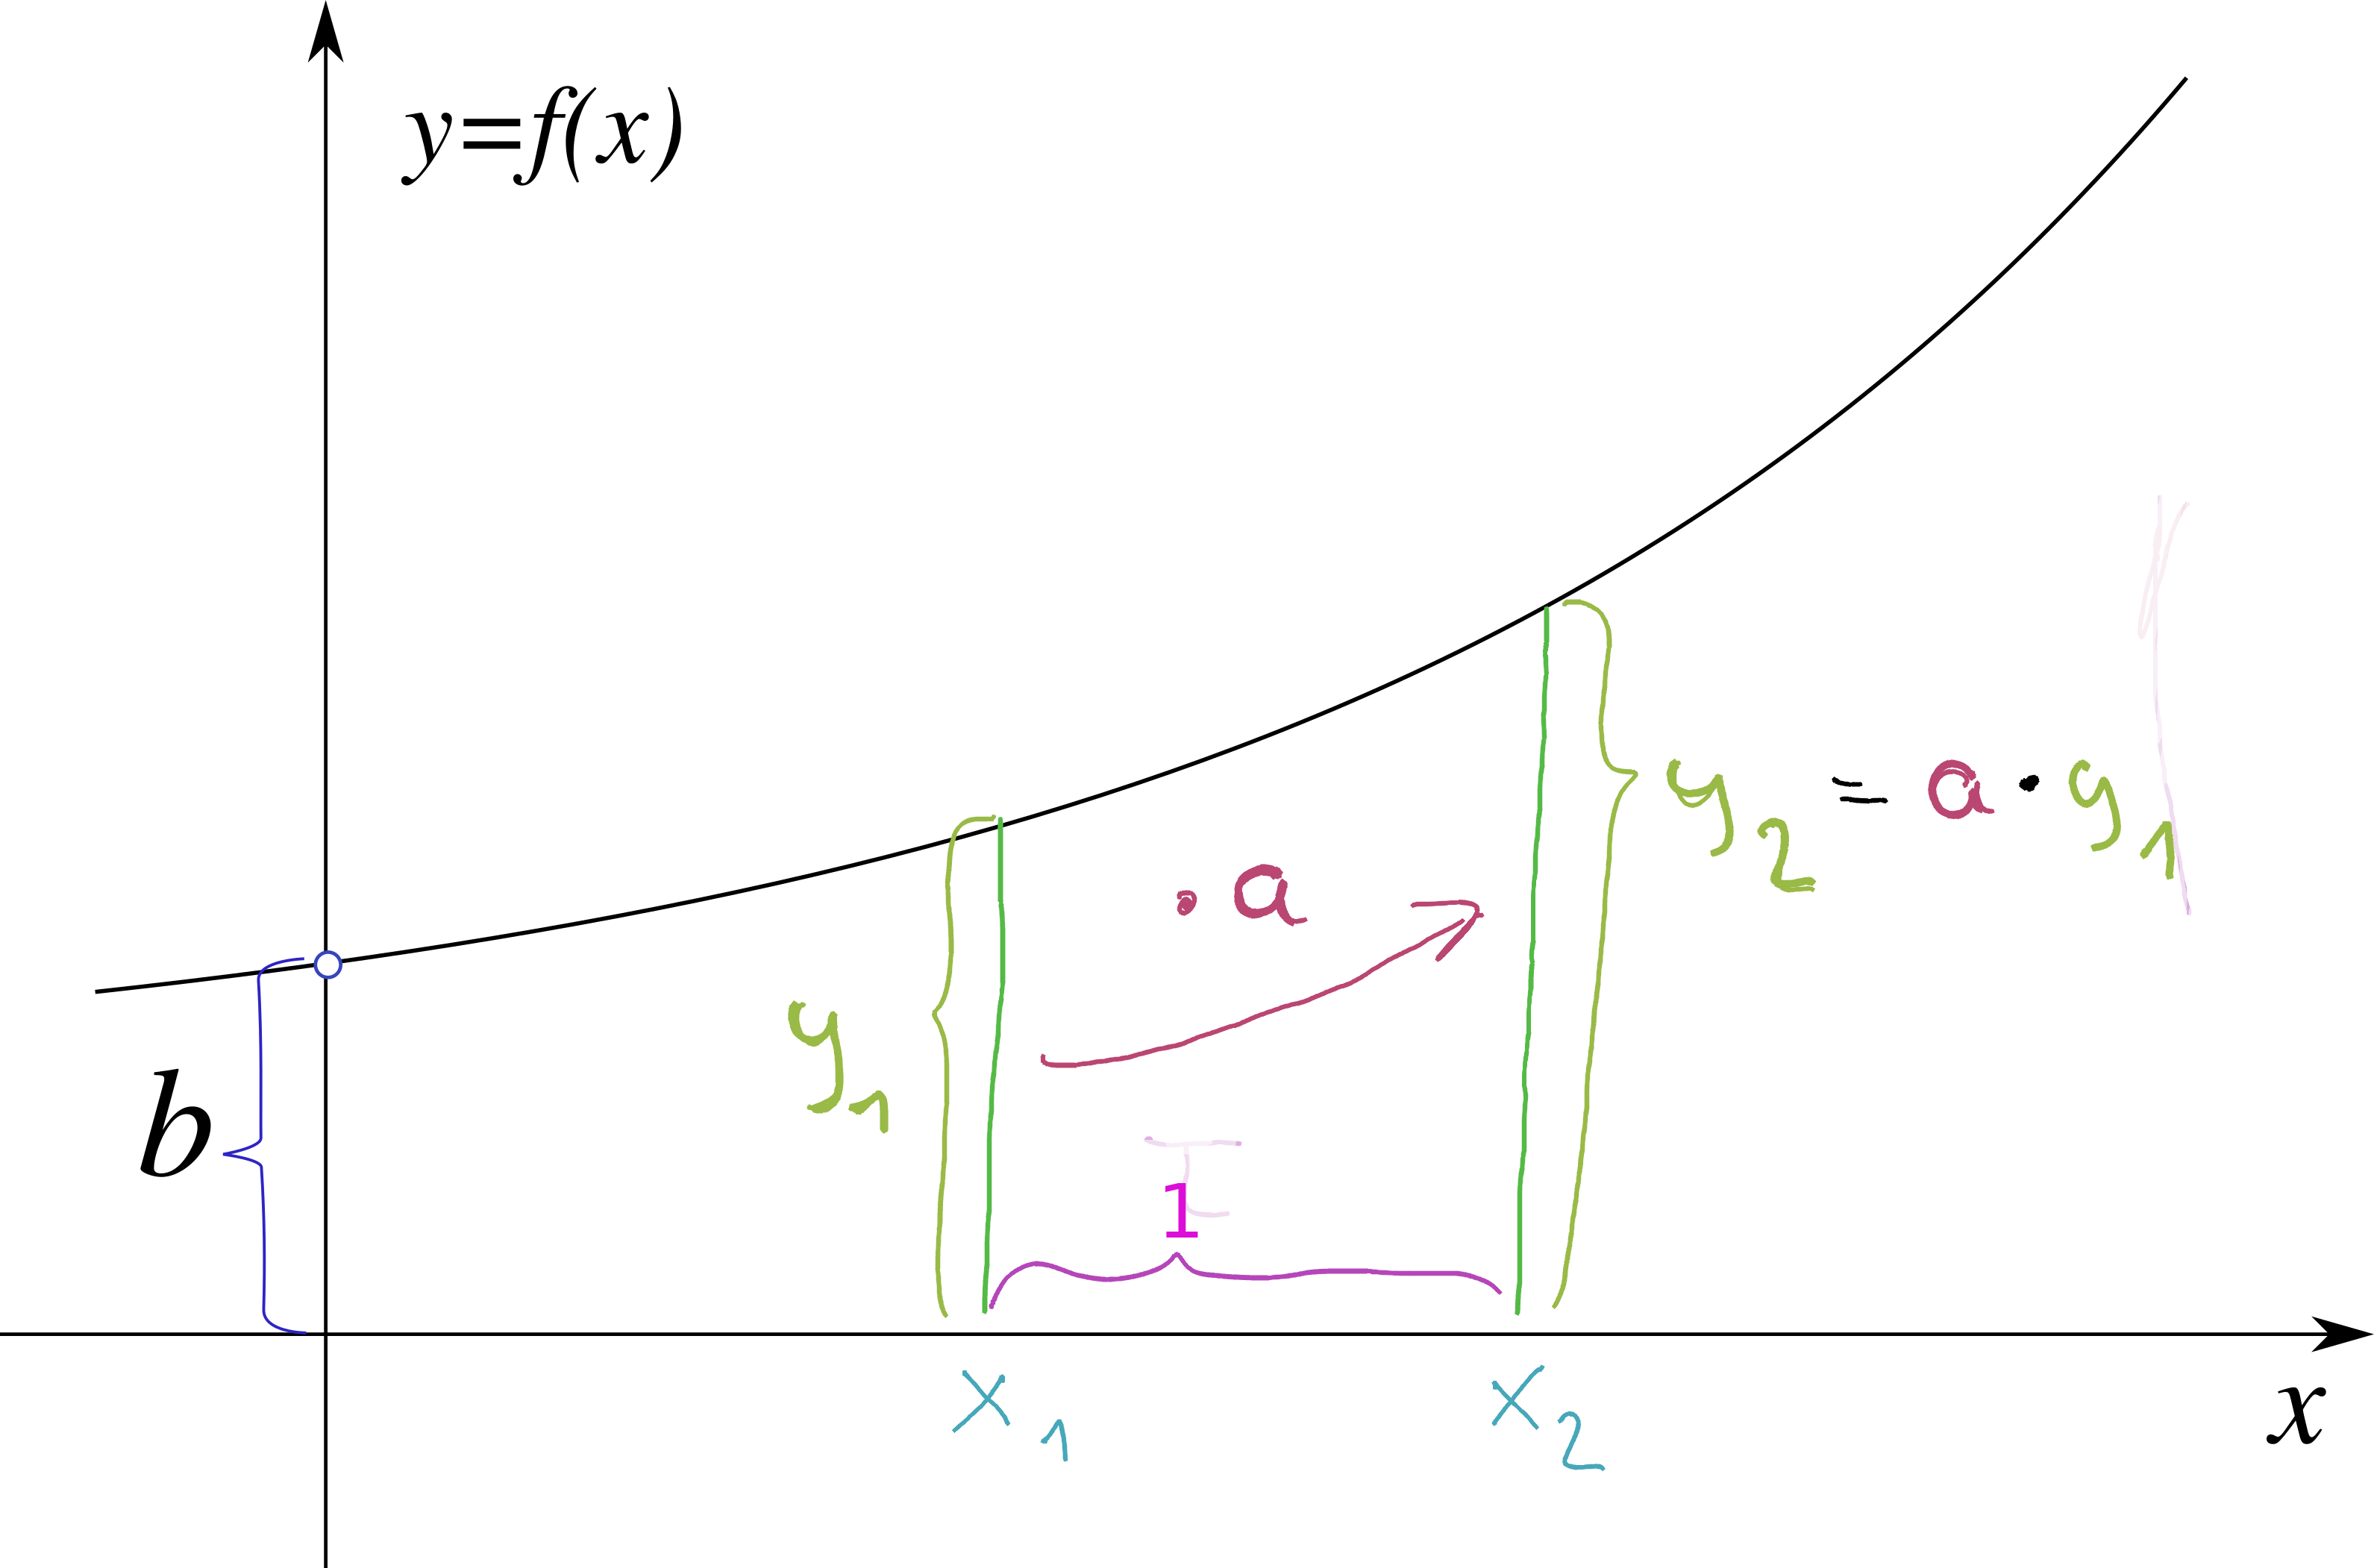 y=f(x)
y₂ = a · y₁
· a
y₁
b
1
x₁
x₂
x